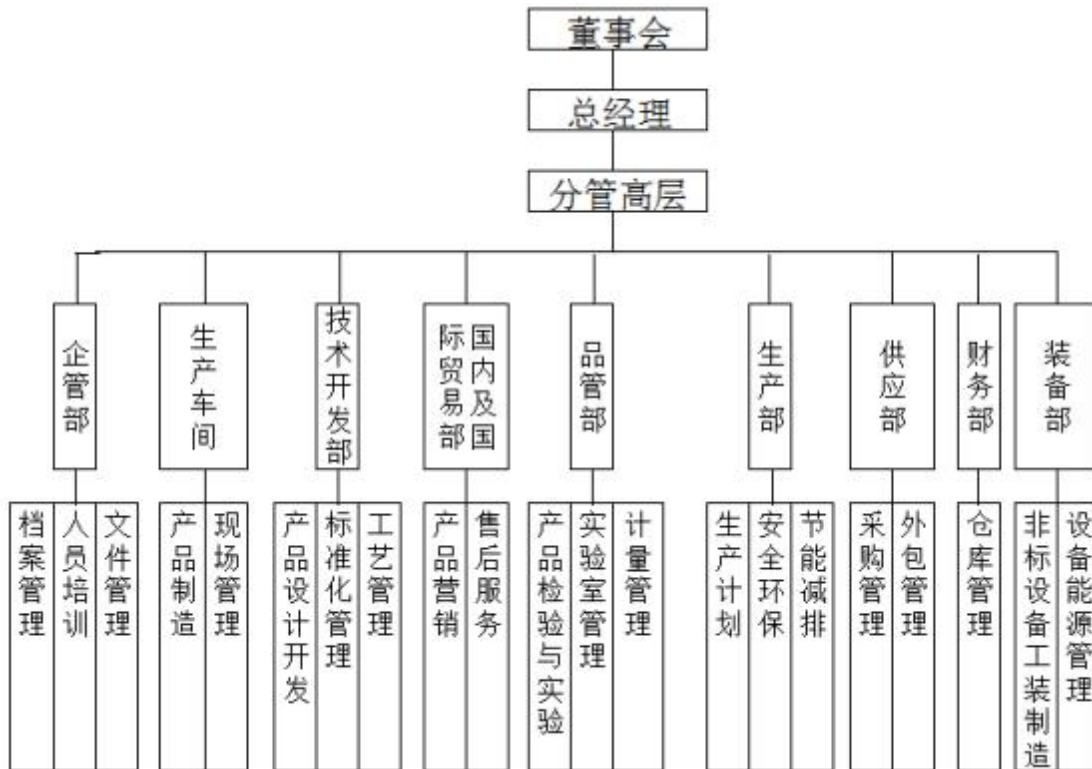 董事会
总经理
分管高层
企管部
生产车间
技术开发部
国内及国
际贸易部
品管部
生产部
供应部
财务部
装备部
档案管理
人员培训
文件管理
产品制造
现场管理
产品设计开发
标准化管理
工艺管理
产品营销
售后服务
产品检验与实验
实验室管理
计量管理
生产计划
安全环保
节能减排
采购管理
外包管理
仓库管理
非标设备工装制造
设备能源管理